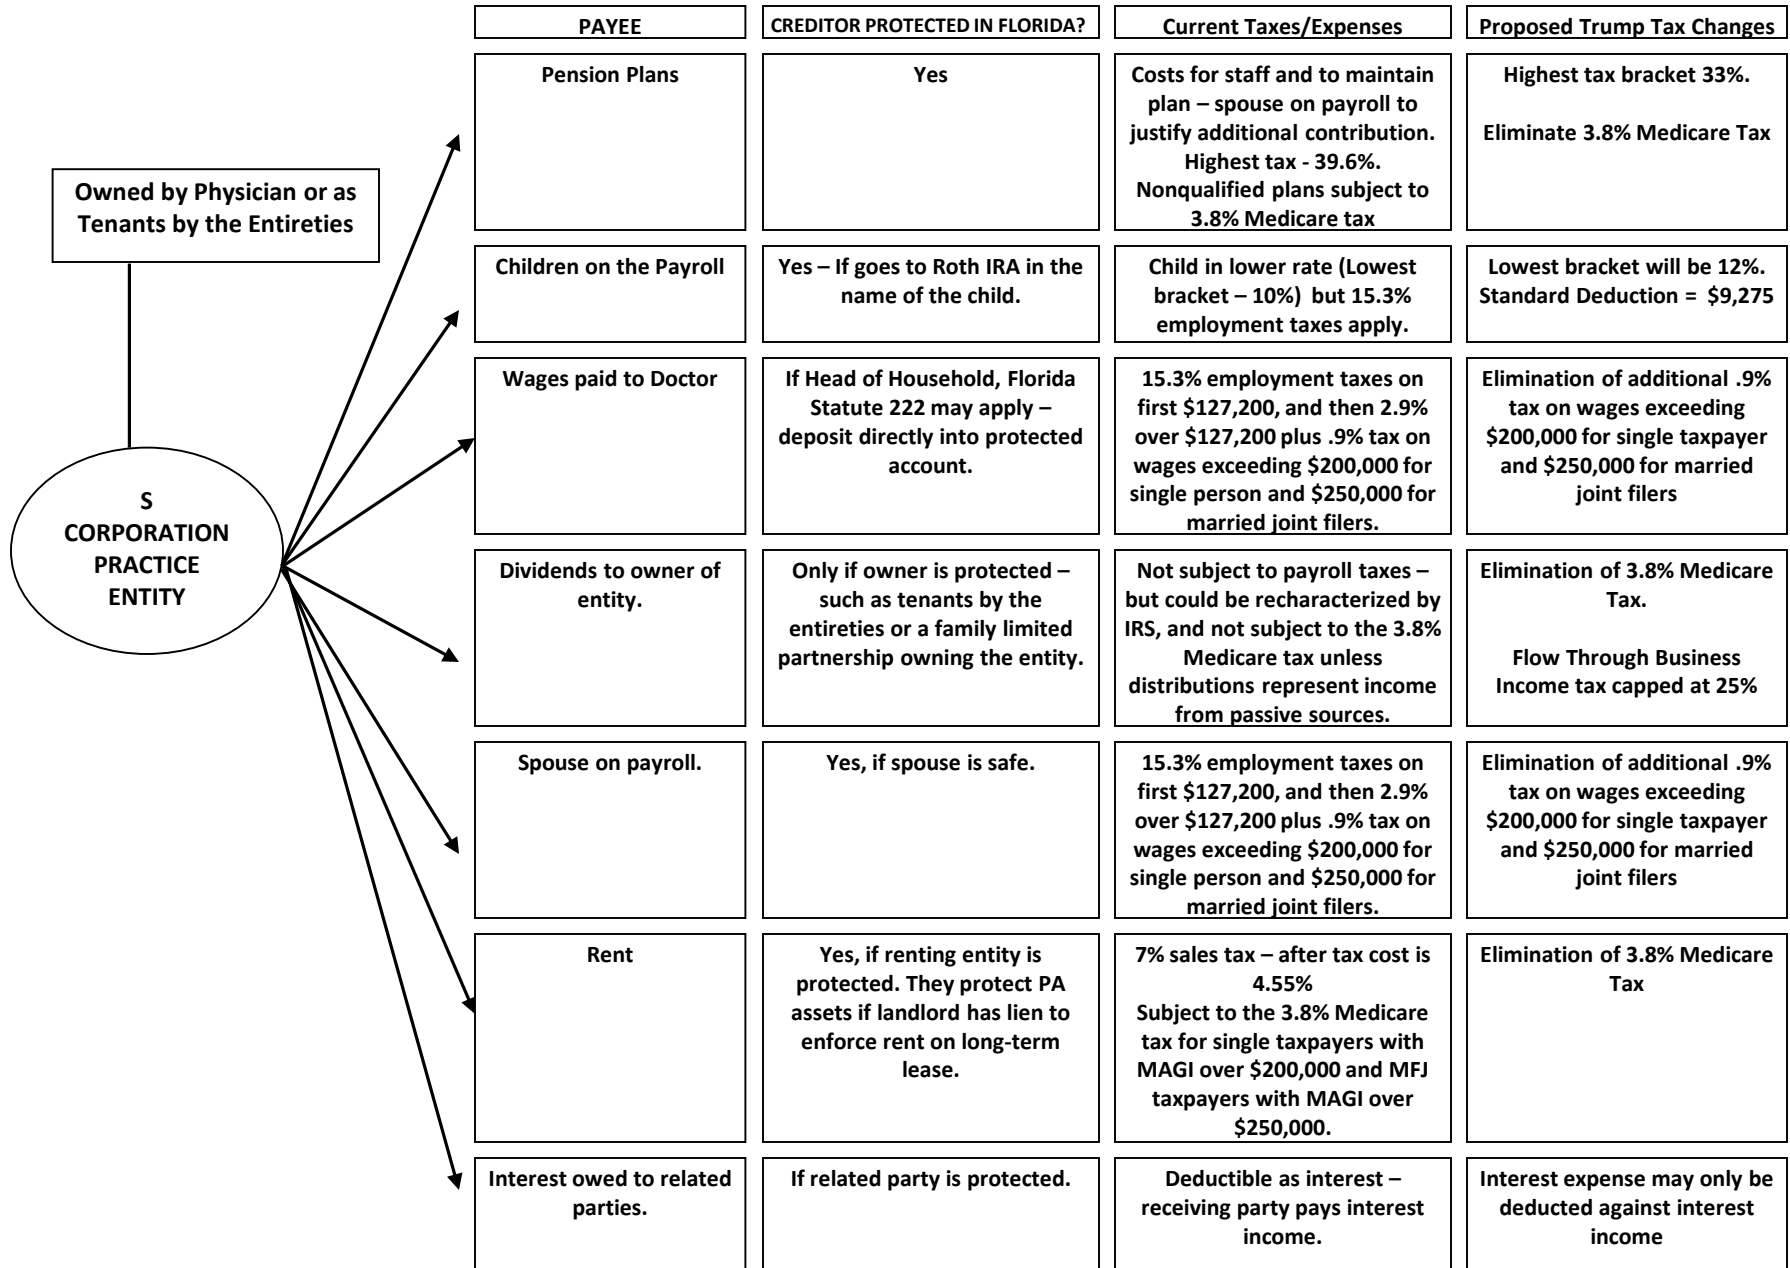 PAYEE
CREDITOR PROTECTED IN FLORIDA?
Current Taxes/Expenses
Proposed Trump Tax Changes
Owned by Physician or as
Tenants by the Entireties
S
CORPORATION
PRACTICE
ENTITY
Pension Plans
Yes
Costs for staff and to maintain
plan – spouse on payroll to
justify additional contribution.
Highest tax - 39.6%.
Nonqualified plans subject to
3.8% Medicare tax
Highest tax bracket 33%.
Eliminate 3.8% Medicare Tax
Children on the Payroll
Yes – If goes to Roth IRA in the
name of the child.
Child in lower rate (Lowest
bracket – 10%) but 15.3%
employment taxes apply.
Lowest bracket will be 12%.
Standard Deduction = $9,275
Wages paid to Doctor
If Head of Household, Florida
Statute 222 may apply –
deposit directly into protected
account.
15.3% employment taxes on
first $127,200, and then 2.9%
over $127,200 plus .9% tax on
wages exceeding $200,000 for
single person and $250,000 for
married joint filers.
Elimination of additional .9%
tax on wages exceeding
$200,000 for single taxpayer
and $250,000 for married
joint filers
Dividends to owner of
entity.
Only if owner is protected –
such as tenants by the
entireties or a family limited
partnership owning the entity.
Not subject to payroll taxes –
but could be recharacterized by
IRS, and not subject to the 3.8%
Medicare tax unless
distributions represent income
from passive sources.
Elimination of 3.8% Medicare
Tax.
Flow Through Business
Income tax capped at 25%
Spouse on payroll.
Yes, if spouse is safe.
15.3% employment taxes on
first $127,200, and then 2.9%
over $127,200 plus .9% tax on
wages exceeding $200,000 for
single person and $250,000 for
married joint filers.
Elimination of additional .9%
tax on wages exceeding
$200,000 for single taxpayer
and $250,000 for married
joint filers
Rent
Yes, if renting entity is
protected. They protect PA
assets if landlord has lien to
enforce rent on long-term
lease.
7% sales tax – after tax cost is
4.55%
Subject to the 3.8% Medicare
tax for single taxpayers with
MAGI over $200,000 and MFJ
taxpayers with MAGI over
$250,000.
Elimination of 3.8% Medicare
Tax
Interest owed to related
parties.
If related party is protected.
Deductible as interest –
receiving party pays interest
income.
Interest expense may only be
deducted against interest
income